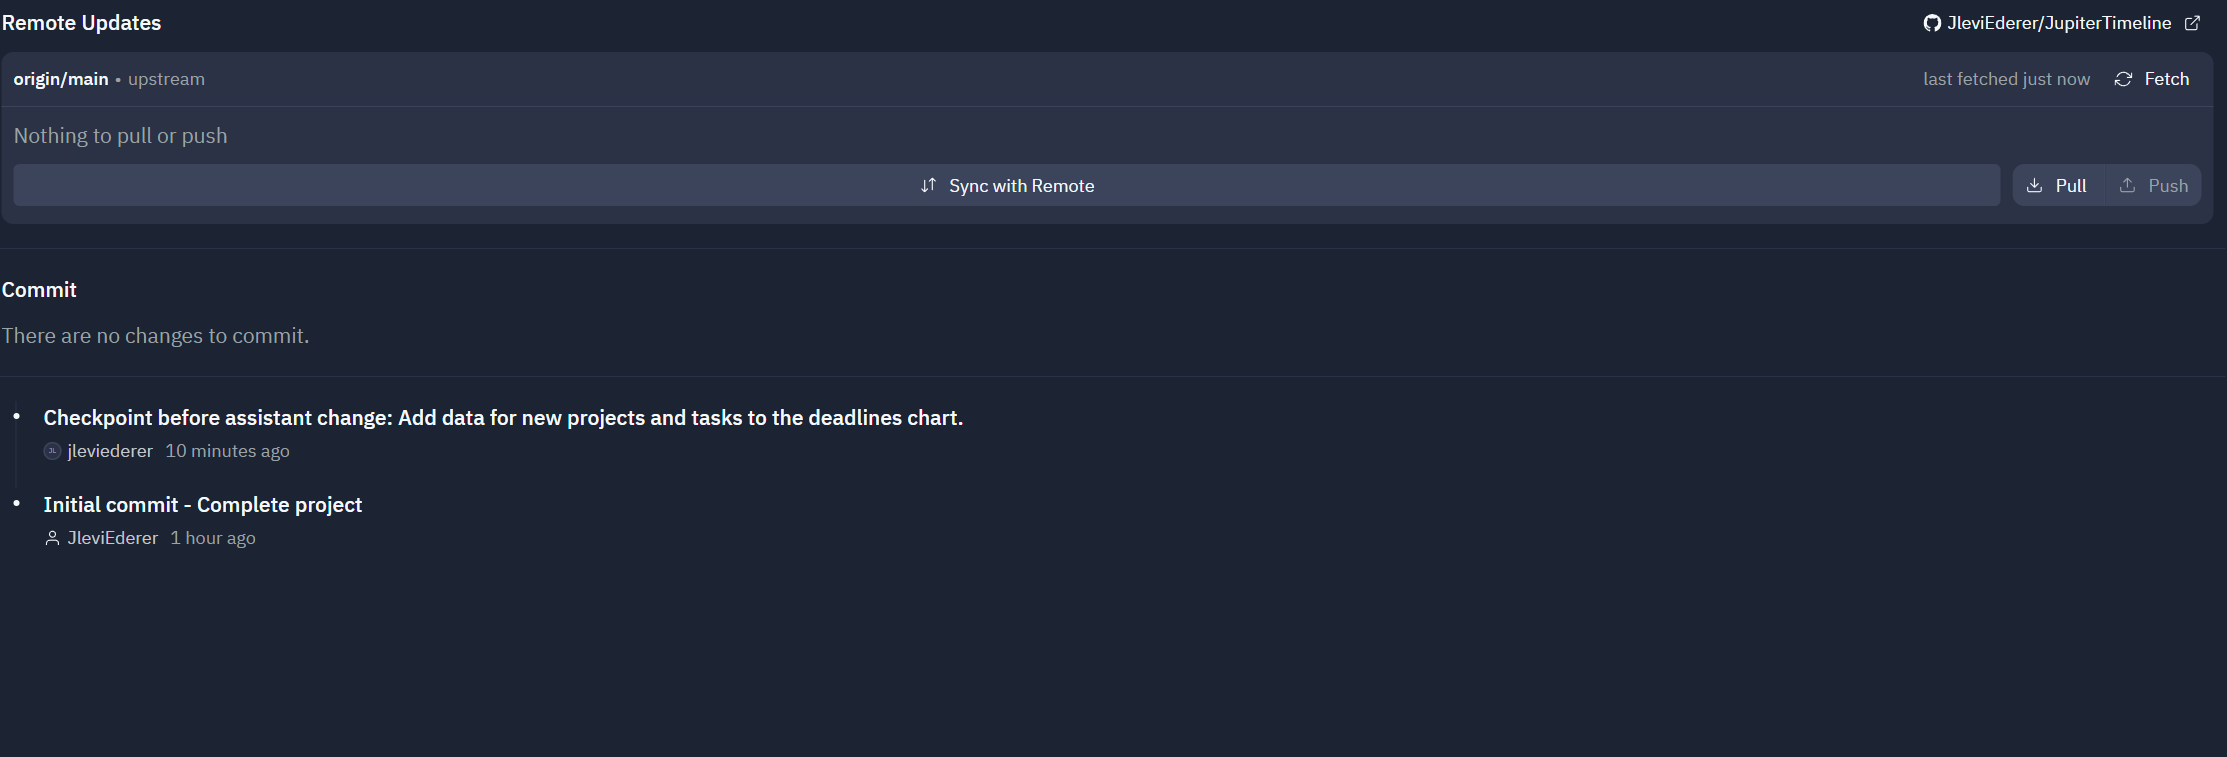 Remote Updates
JleviEderer/JupiterTimeline
origin/main • upstream
last fetched just now
Fetch
Nothing to pull or push
Sync with Remote
Pull
Push
Commit
There are no changes to commit.
Checkpoint before assistant change: Add data for new projects and tasks to the deadlines chart.
JL jleviederer 10 minutes ago
Initial commit - Complete project
JleviEderer 1 hour ago